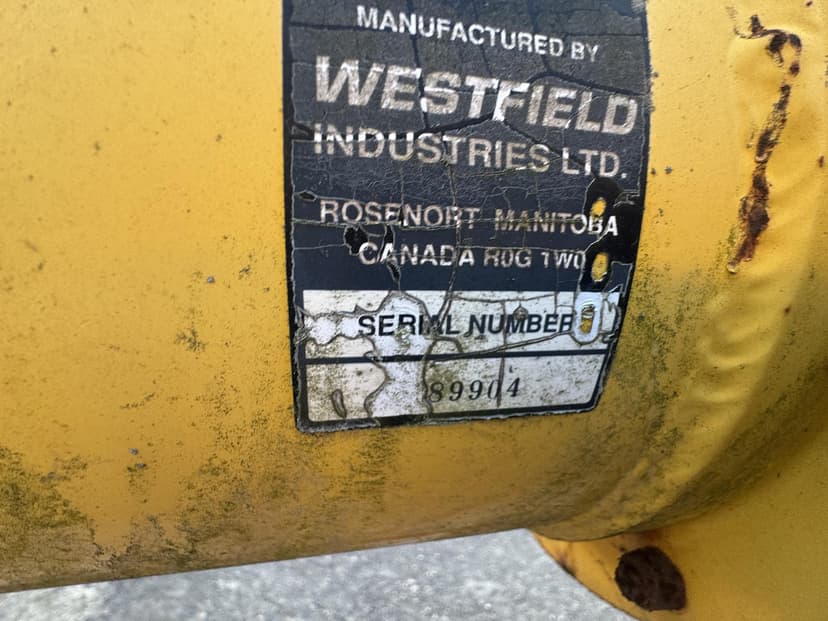 MANUFACTURED BY
WESTFIELD
INDUSTRIES LTD.
ROSENORT MANITOBA
CANADA R0G 1W0
SERIAL NUMBER
89904